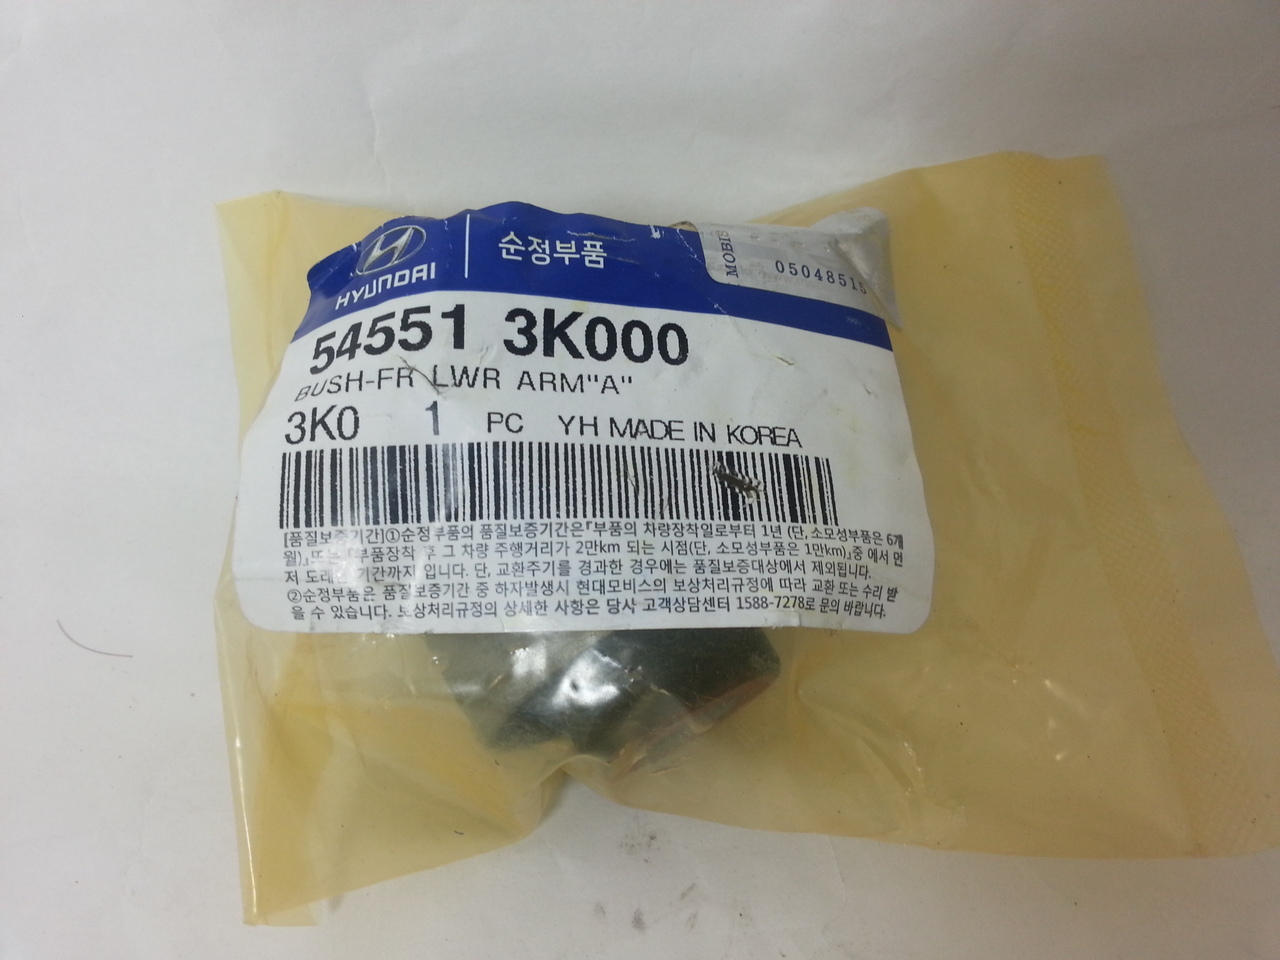 HYUNDAI
순정부품
MOBIS
05048515
54551 3K000
BUSH-FR LWR ARM"A"
3K0 1 PC YH MADE IN KOREA
[품질보증기간]①순정부품의 품질보증기간은『부품의 차량장착일로부터 1년 (단, 소모성부품은 6개
월)』또는 『부품장착 후 그 차량 주행거리가 2만km 되는 시점(단, 소모성부품은 1만km)』중 에서 먼
저 도래한 기간까지 입니다. 단, 교환주기를 경과한 경우에는 품질보증대상에서 제외됩니다.
②순정부품은 품질보증기간 중 하자발생시 현대모비스의 보상처리규정에 따라 교환 또는 수리 받
을 수 있습니다. 보상처리규정의 상세한 사항은 당사 고객상담센터 1588-7278로 문의 바랍니다.